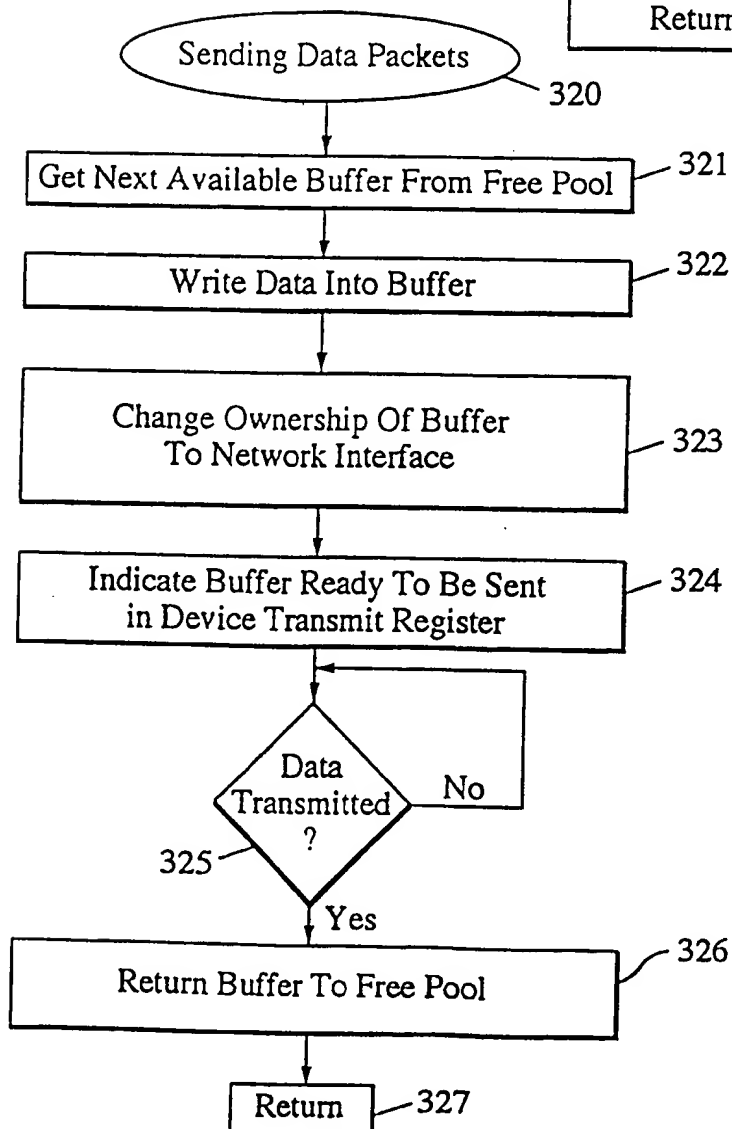 Return
Sending Data Packets
320
Get Next Available Buffer From Free Pool
321
Write Data Into Buffer
322
Change Ownership Of Buffer
To Network Interface
323
Indicate Buffer Ready To Be Sent
in Device Transmit Register
324
Data
Transmitted
?
No
325
Yes
Return Buffer To Free Pool
326
Return
327